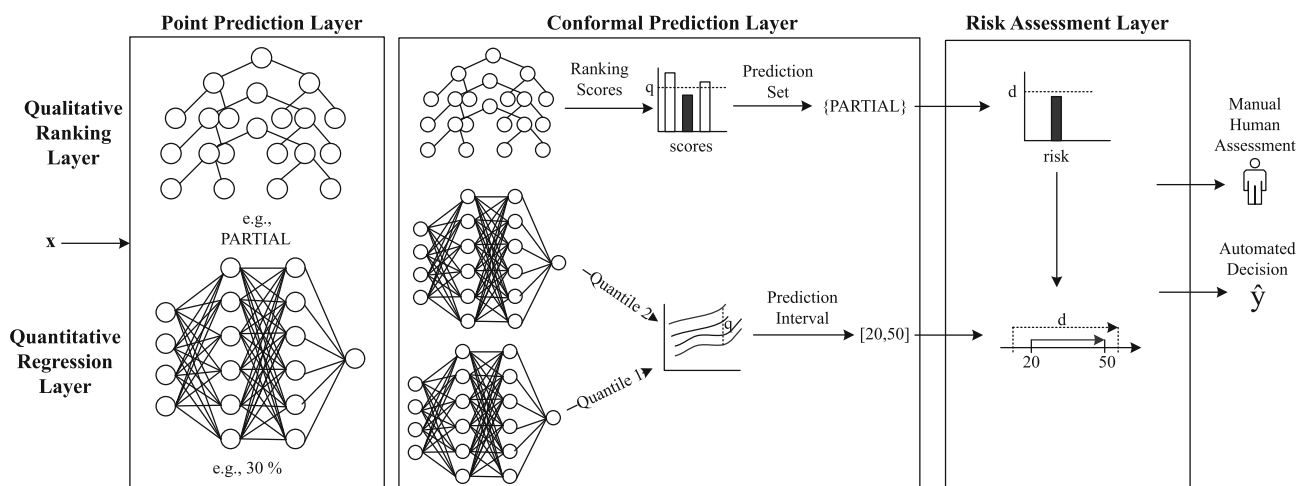 Point Prediction Layer
Conformal Prediction Layer
Risk Assessment Layer
Qualitative
Ranking
Layer
x
Quantitative
Regression
Layer
e.g.,
PARTIAL
e.g., 30 %
Ranking
Scores
q
scores
Prediction
Set
{PARTIAL}
Quantile 2
Quantile 1
q
Prediction
Interval
[20,50]
d
risk
d
20
50
Manual
Human
Assessment
Automated
Decision
ŷ